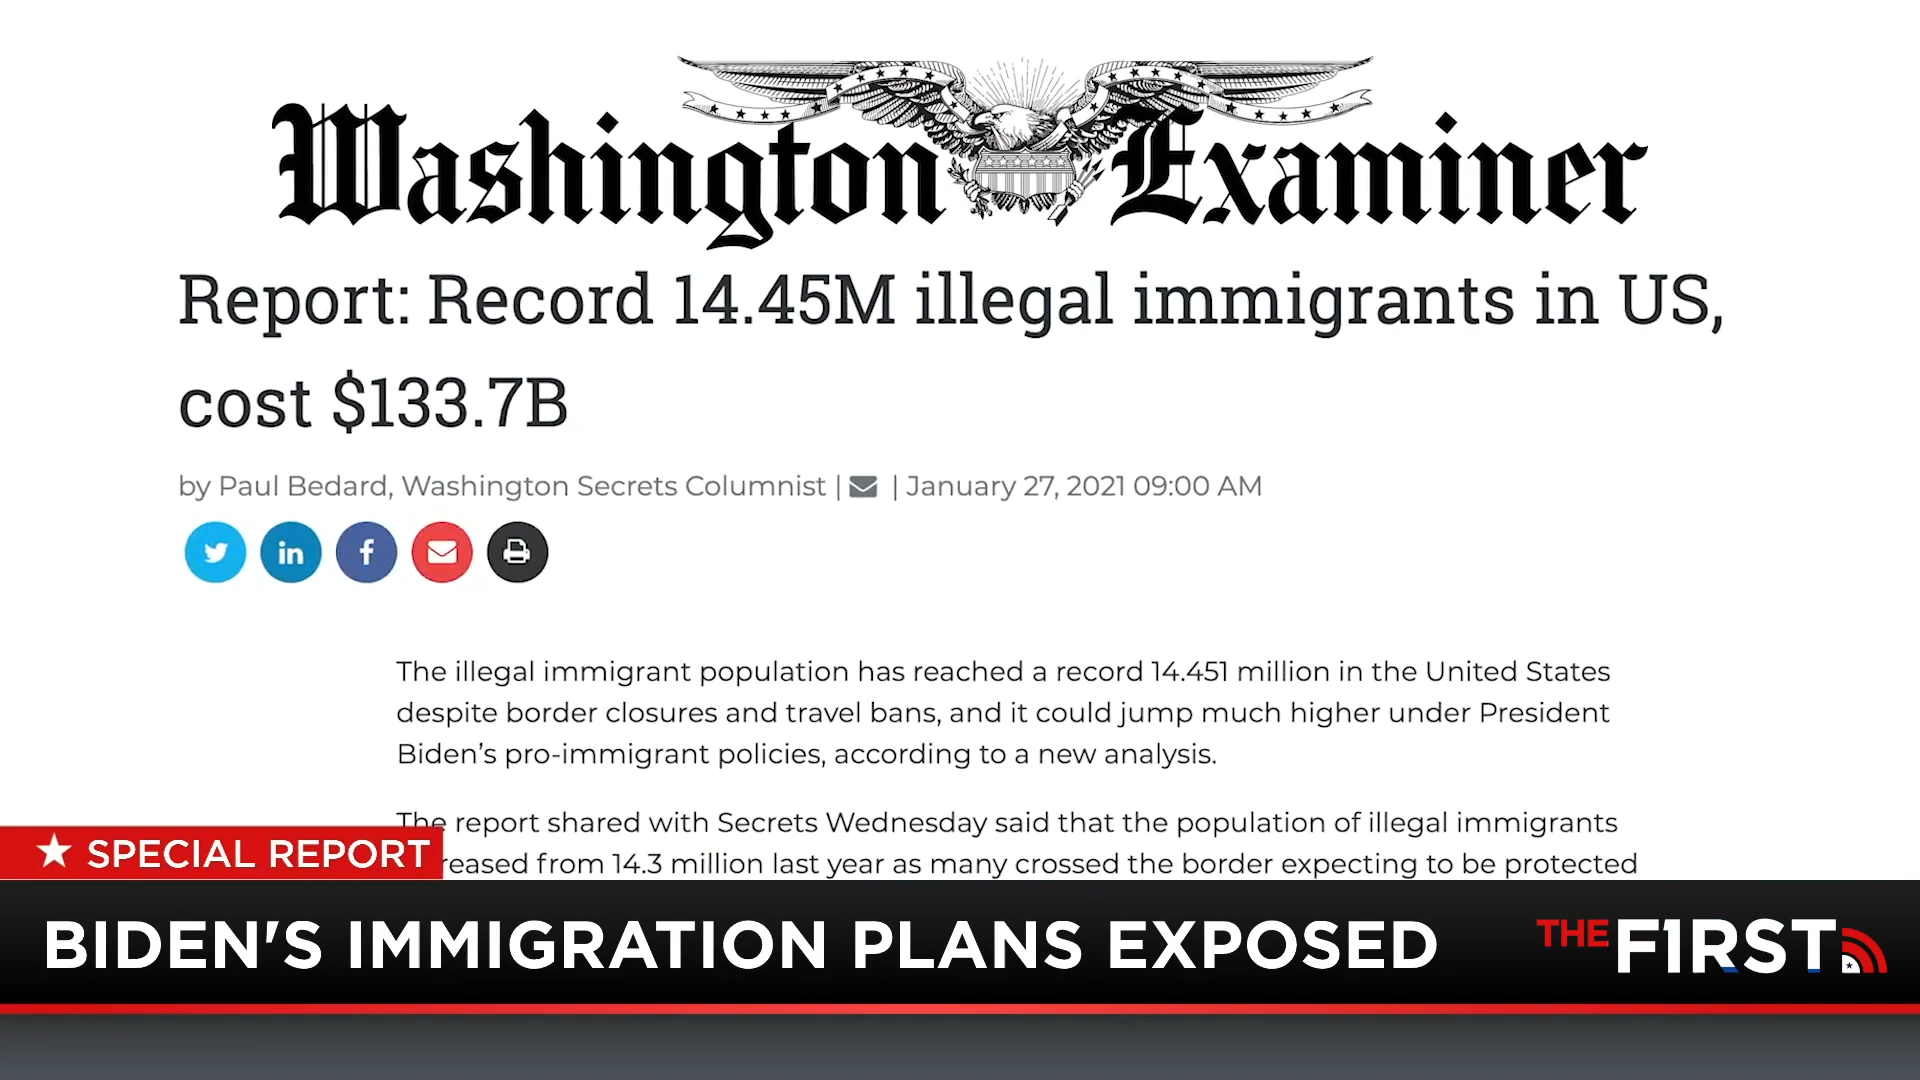 Washington Examiner
Report: Record 14.45M illegal immigrants in US,
cost $133.7B
by Paul Bedard, Washington Secrets Columnist | | January 27, 2021 09:00 AM
in f
The illegal immigrant population has reached a record 14.451 million in the United States
despite border closures and travel bans, and it could jump much higher under President
Biden’s pro-immigrant policies, according to a new analysis.
The report shared with Secrets Wednesday said that the population of illegal immigrants
reased from 14.3 million last year as many crossed the border expecting to be protected
SPECIAL REPORT
BIDEN'S IMMIGRATION PLANS EXPOSED
THE F1RST